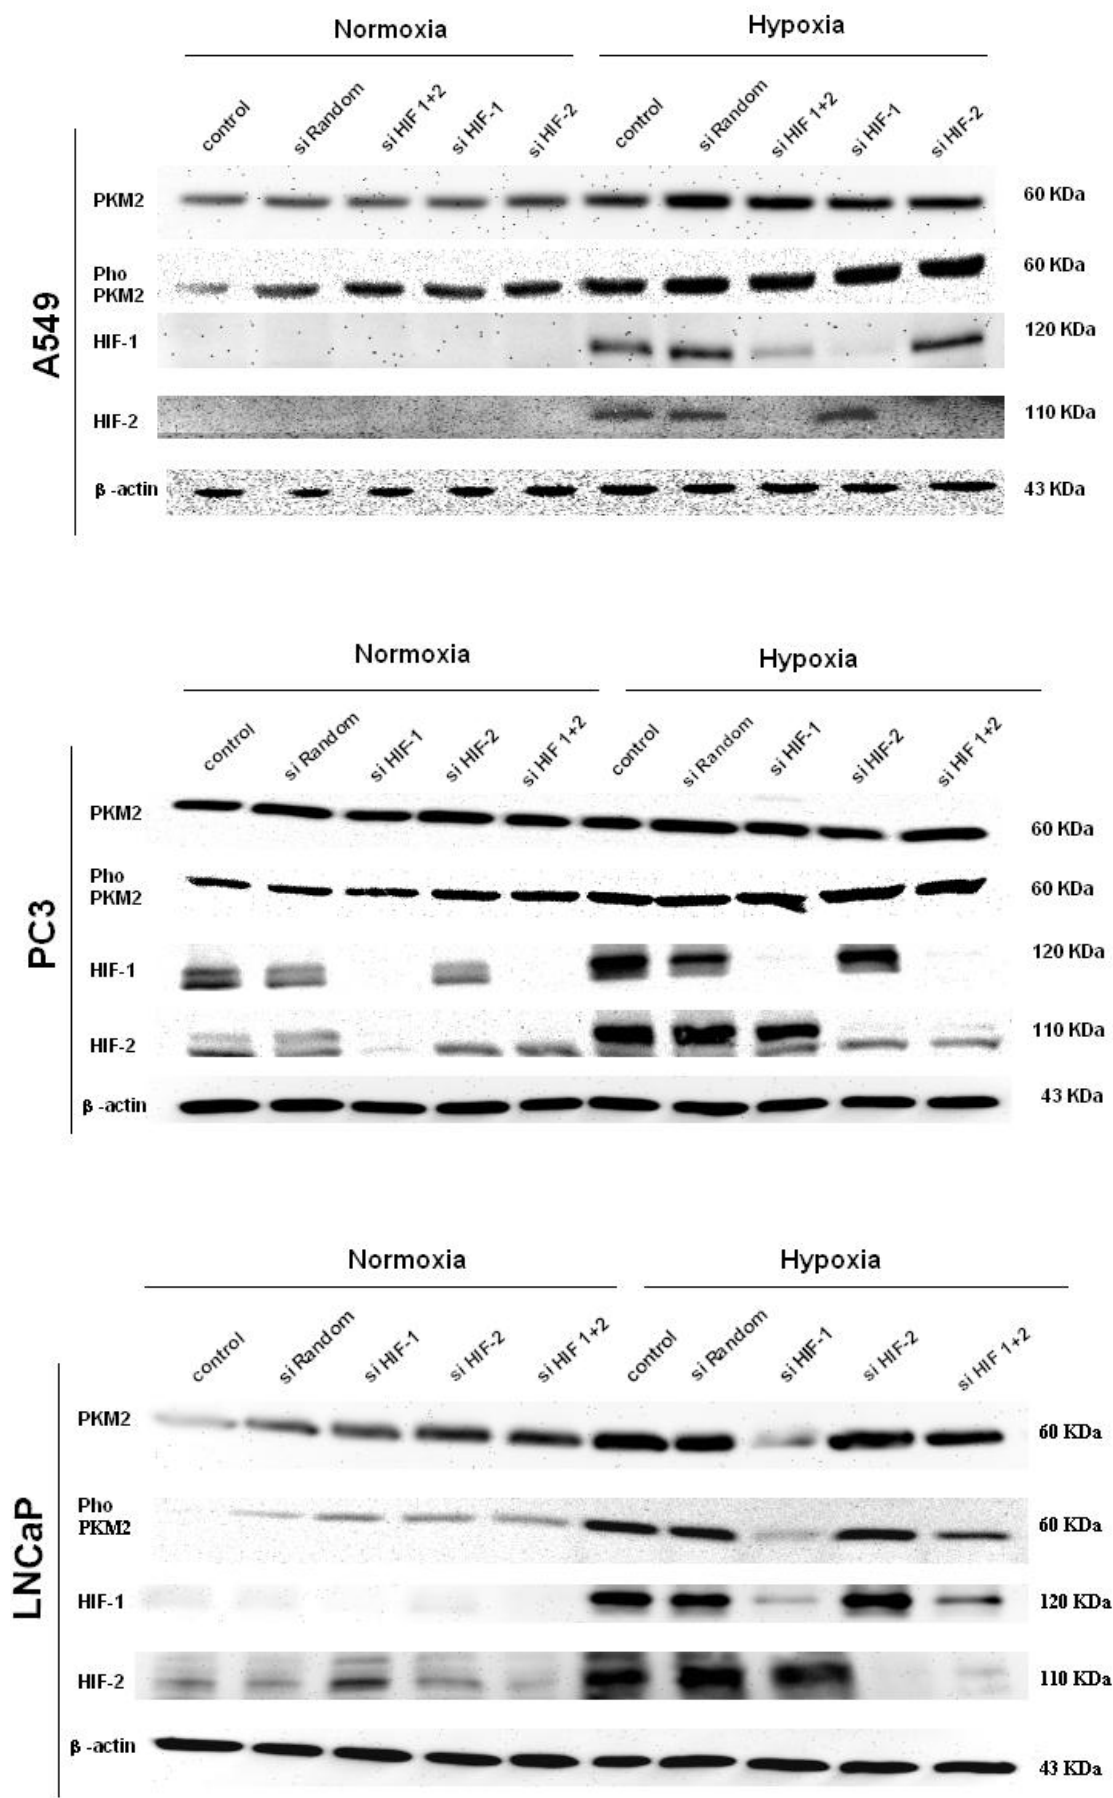 Normoxia Hypoxia
control si Random si HIF 1+2 si HIF-1 si HIF-2 control si Random si HIF 1+2 si HIF-1 si HIF-2
A549
PKM2 60 KDa
Pho 60 KDa
PKM2
HIF-1 120 KDa
HIF-2 110 KDa
β -actin 43 KDa
Normoxia Hypoxia
control si Random si HIF-1 si HIF-2 si HIF 1+2 control si Random si HIF-1 si HIF-2 si HIF 1+2
PC3
PKM2 60 KDa
Pho 60 KDa
PKM2
HIF-1 120 KDa
HIF-2 110 KDa
β -actin 43 KDa
Normoxia Hypoxia
control si Random si HIF-1 si HIF-2 si HIF 1+2 control si Random si HIF-1 si HIF-2 si HIF 1+2
LNCaP
PKM2 60 KDa
Pho 60 KDa
PKM2
HIF-1 120 KDa
HIF-2 110 KDa
β -actin 43 KDa